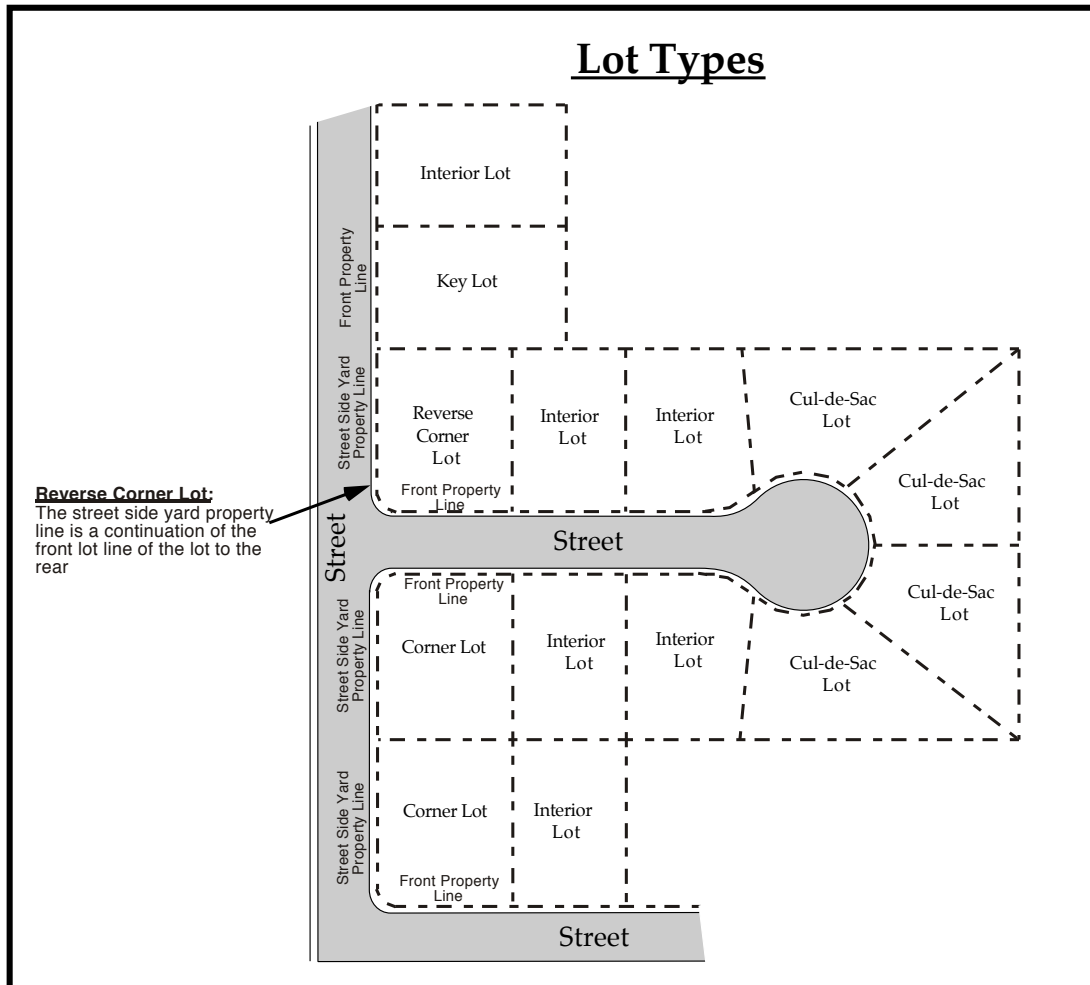 Lot Types
Interior Lot
Front Property
Line
Key Lot
Street Side Yard
Property Line
Reverse
Corner
Lot
Front Property
Line
Interior
Lot
Interior
Lot
Cul-de-Sac
Lot
Cul-de-Sac
Lot
Reverse Corner Lot:
The street side yard property
line is a continuation of the
front lot line of the lot to the
rear
Street
Street
Street Side Yard
Property Line
Front Property
Line
Corner Lot
Interior
Lot
Interior
Lot
Cul-de-Sac
Lot
Cul-de-Sac
Lot
Street Side Yard
Property Line
Corner Lot
Front Property
Line
Interior
Lot
Street